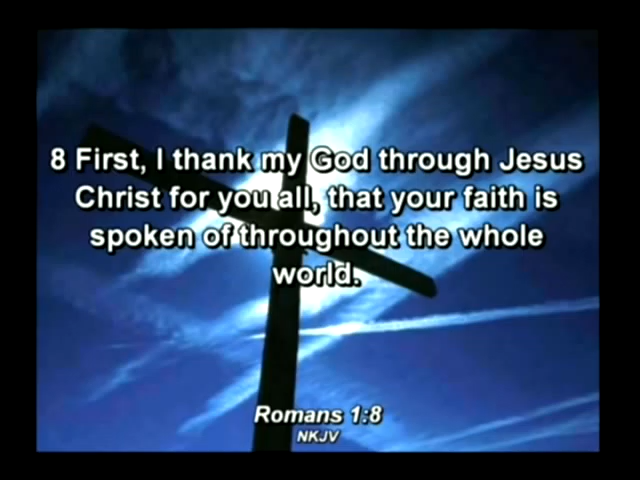 8 First, I thank my God through Jesus
Christ for you all, that your faith is
spoken of throughout the whole
world.
Romans 1:8
NKJV